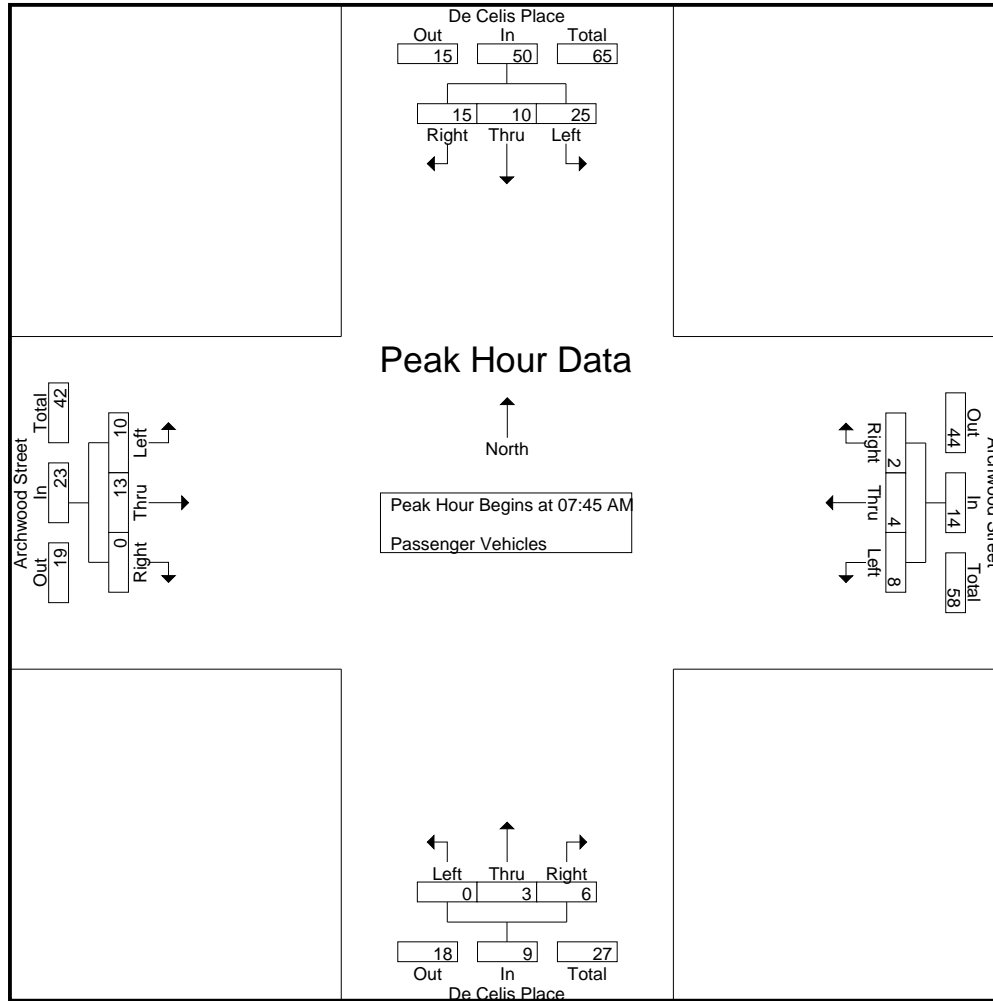 De Celis Place
Out In Total
15 50 65
15 10 25
Right Thru Left
Peak Hour Data
North
Peak Hour Begins at 07:45 AM
Passenger Vehicles
Archwood Street
Total In Out
42 23 19
10 13 0
Left Thru Right
Archwood Street
Out In Total
44 14 58
2 4 8
Right Thru Left
Left Thru Right
0 3 6
18 9 27
Out In Total
De Celis Place